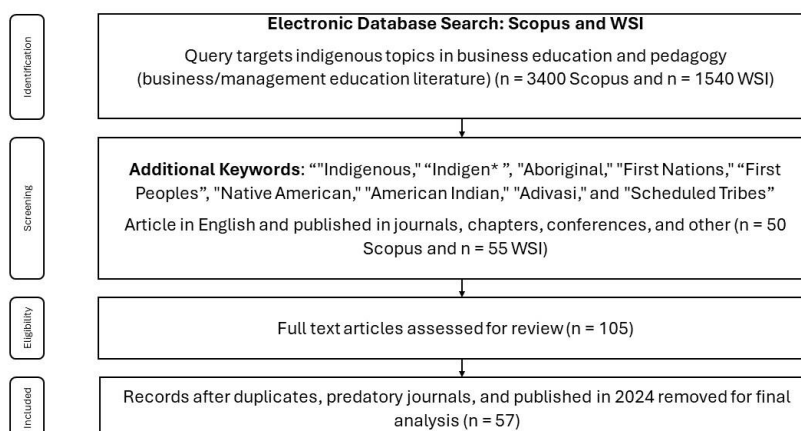 Identification
Electronic Database Search: Scopus and WSI
Query targets indigenous topics in business education and pedagogy
(business/management education literature) (n = 3400 Scopus and n = 1540 WSI)
Screening
Additional Keywords: “"Indigenous," “Indigen* ”, "Aboriginal," "First Nations," “First
Peoples”, "Native American," "American Indian," "Adivasi," and "Scheduled Tribes”
Article in English and published in journals, chapters, conferences, and other (n = 50
Scopus and n = 55 WSI)
Eligibility
Full text articles assessed for review (n = 105)
Included
Records after duplicates, predatory journals, and published in 2024 removed for final
analysis (n = 57)